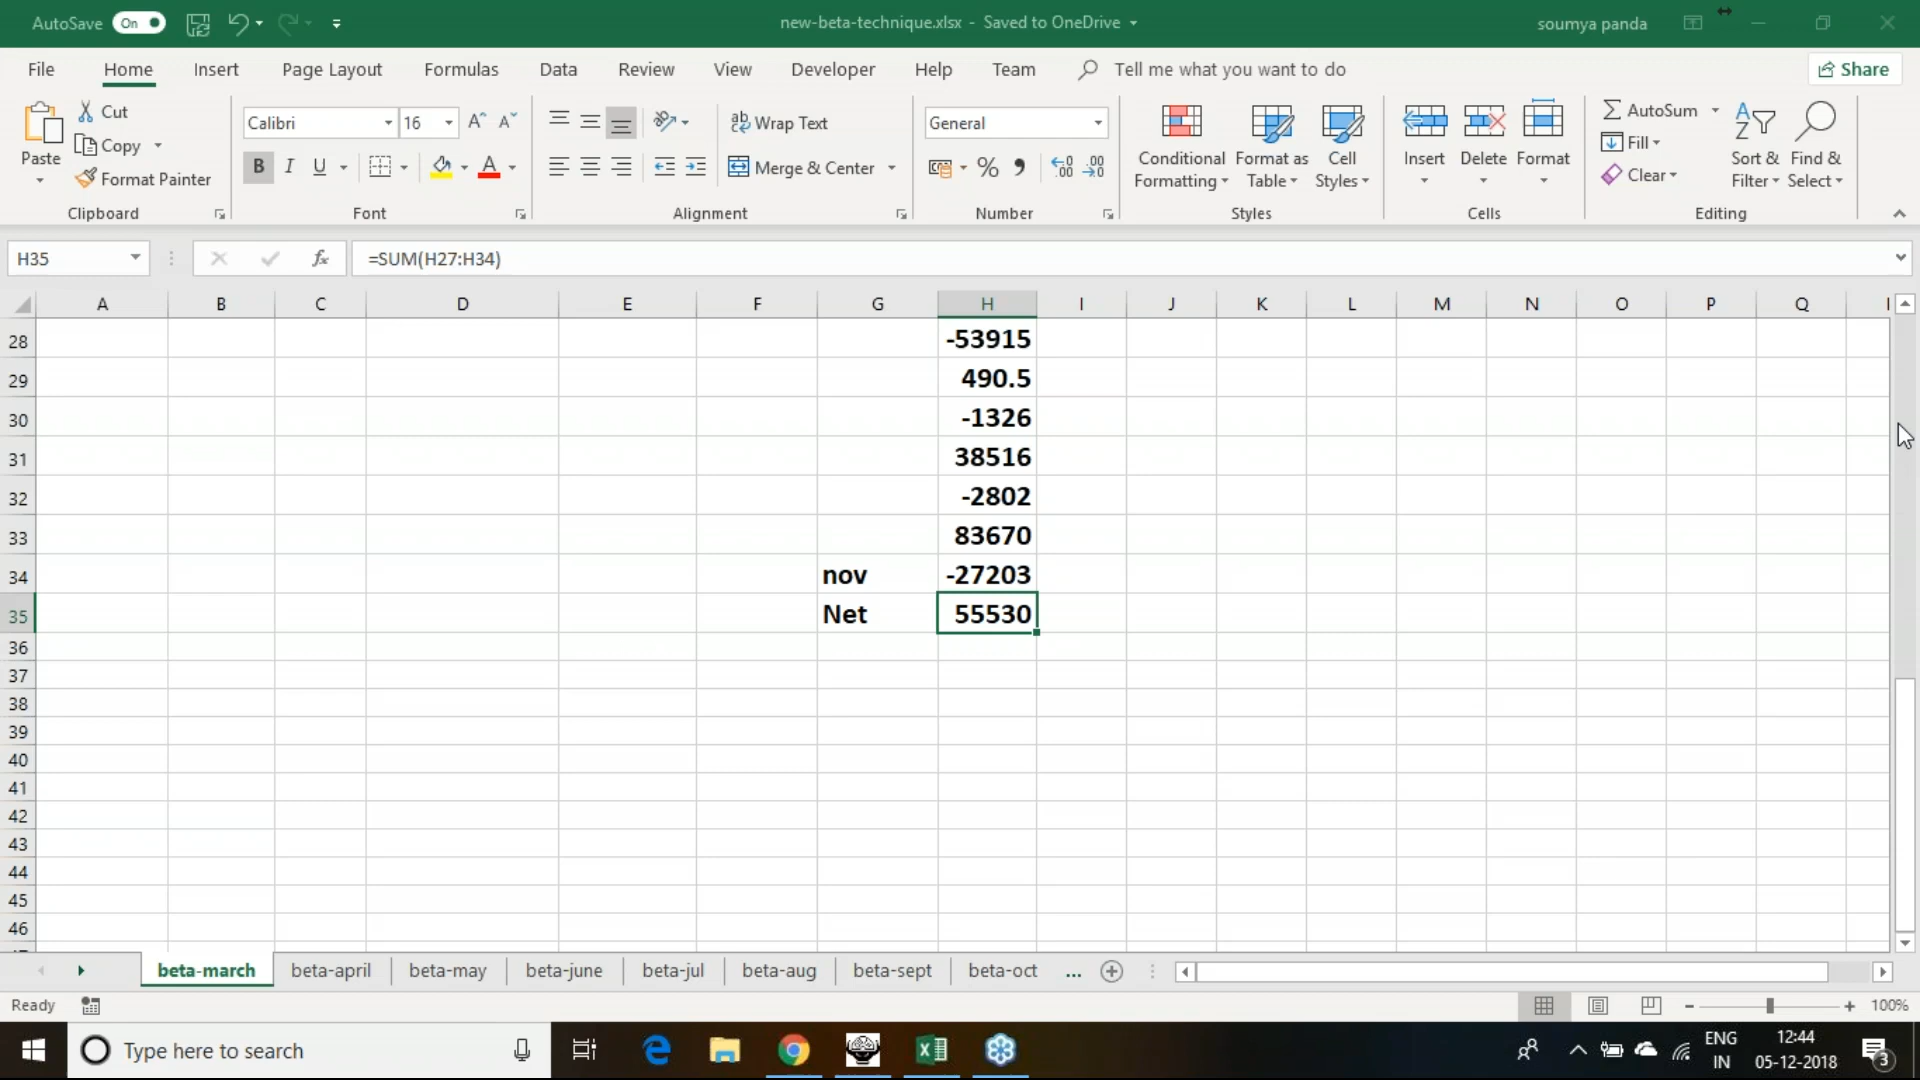 AutoSave On new-beta-technique.xlsx - Saved to OneDrive soumya panda
File Home Insert Page Layout Formulas Data Review View Developer Help Team Tell me what you want to do Share
Paste Cut Copy Format Painter
Clipboard
Calibri 16
B I U A
Font
Wrap Text
Merge & Center
Alignment
General
%
Number
Conditional Formatting
Format as Table
Cell Styles
Styles
Insert Delete Format
Cells
AutoSum
Fill
Clear
Sort & Filter
Find & Select
Editing
H35 fx =SUM(H27:H34)
A B C D E F G H I J K L M N O P Q
28 -53915
29 490.5
30 -1326
31 38516
32 -2802
33 83670
34 nov -27203
35 Net 55530
36
37
38
39
40
41
42
43
44
45
46
beta-march beta-april beta-may beta-june beta-jul beta-aug beta-sept beta-oct ...
Ready 100%
Type here to search ENG IN 12:44 05-12-2018 3